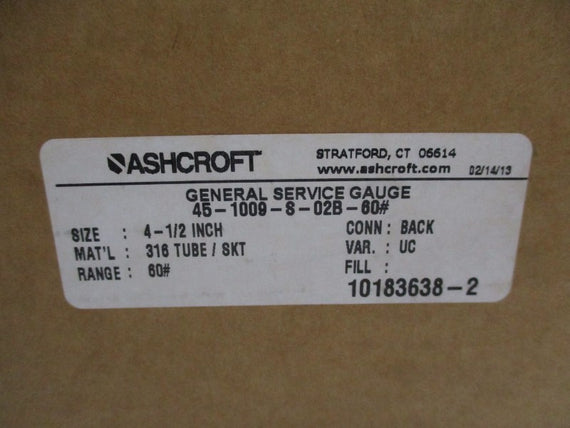 ASHCROFT STRATFORD, CT 06614
www.ashcroft.com 02/14/13
GENERAL SERVICE GAUGE
45-1009-S-02B-60#
SIZE : 4-1/2 INCH CONN: BACK
MAT'L : 316 TUBE / SKT VAR. : UC
RANGE : 60# FILL :
10183638-2